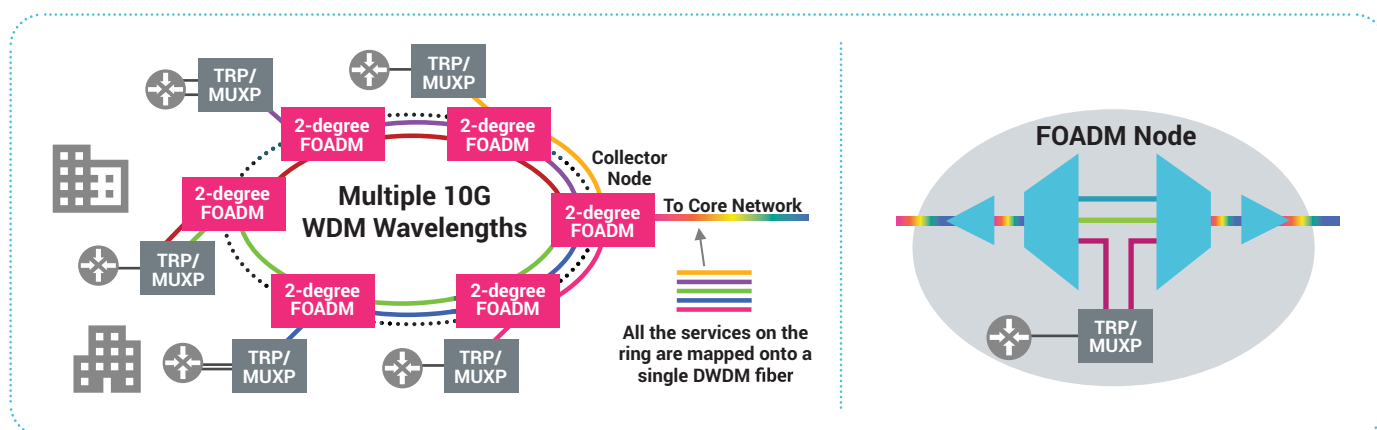 TRP/
MUXP
TRP/
MUXP
2-degree
FOADM
2-degree
FOADM
Collector
Node
2-degree
FOADM
Multiple 10G
WDM Wavelengths
2-degree
FOADM
To Core Network
TRP/
MUXP
2-degree
FOADM
2-degree
FOADM
TRP/
MUXP
TRP/
MUXP
All the services on the
ring are mapped onto a
single DWDM fiber
FOADM Node
TRP/
MUXP